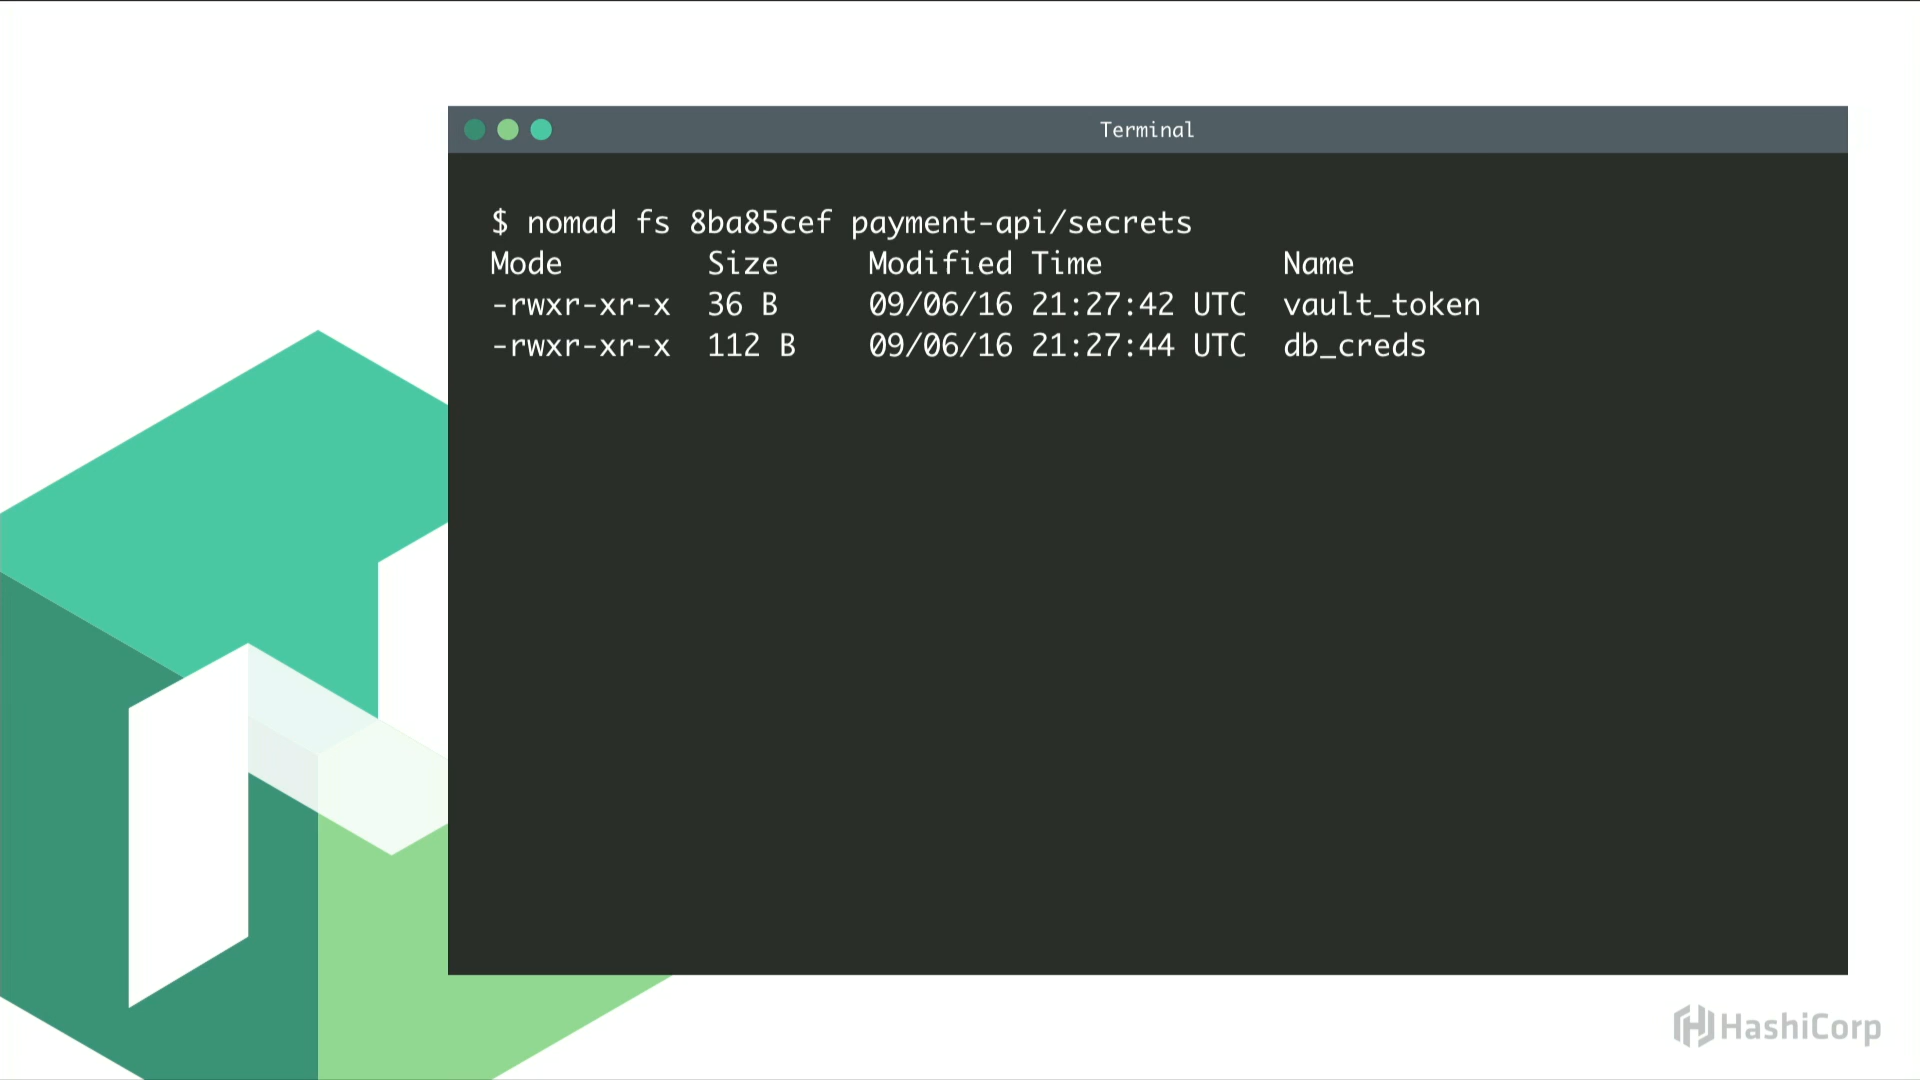 Terminal
$ nomad fs 8ba85cef payment-api/secrets
Mode Size Modified Time Name
-rwxr-xr-x 36 B 09/06/16 21:27:42 UTC vault_token
-rwxr-xr-x 112 B 09/06/16 21:27:44 UTC db_creds
HashiCorp